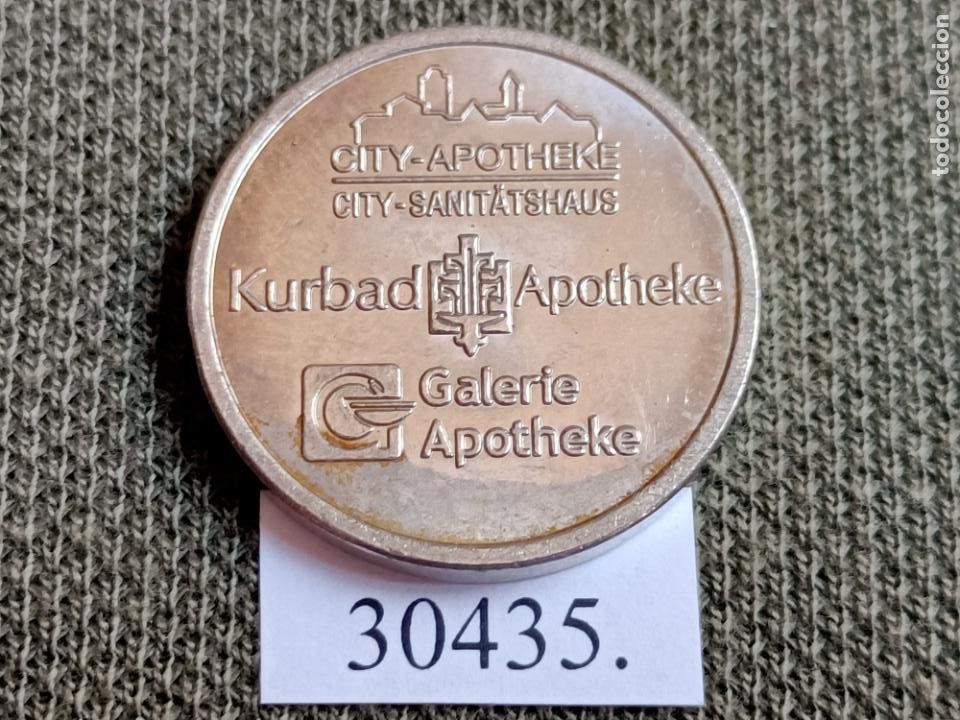 CITY-APOTHEKE
CITY-SANITÄTSHAUS
Kurbad Apotheke
Galerie
Apotheke
30435.
todocoleccion